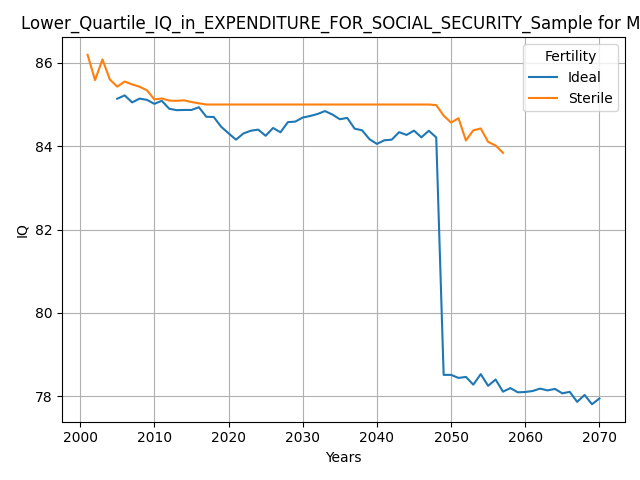 Lower_Quartile_IQ_in_EXPENDITURE_FOR_SOCIAL_SECURITY_Sample for M
Fertility
Ideal
Sterile
IQ
86
84
82
80
78
2000 2010 2020 2030 2040 2050 2060 2070
Years